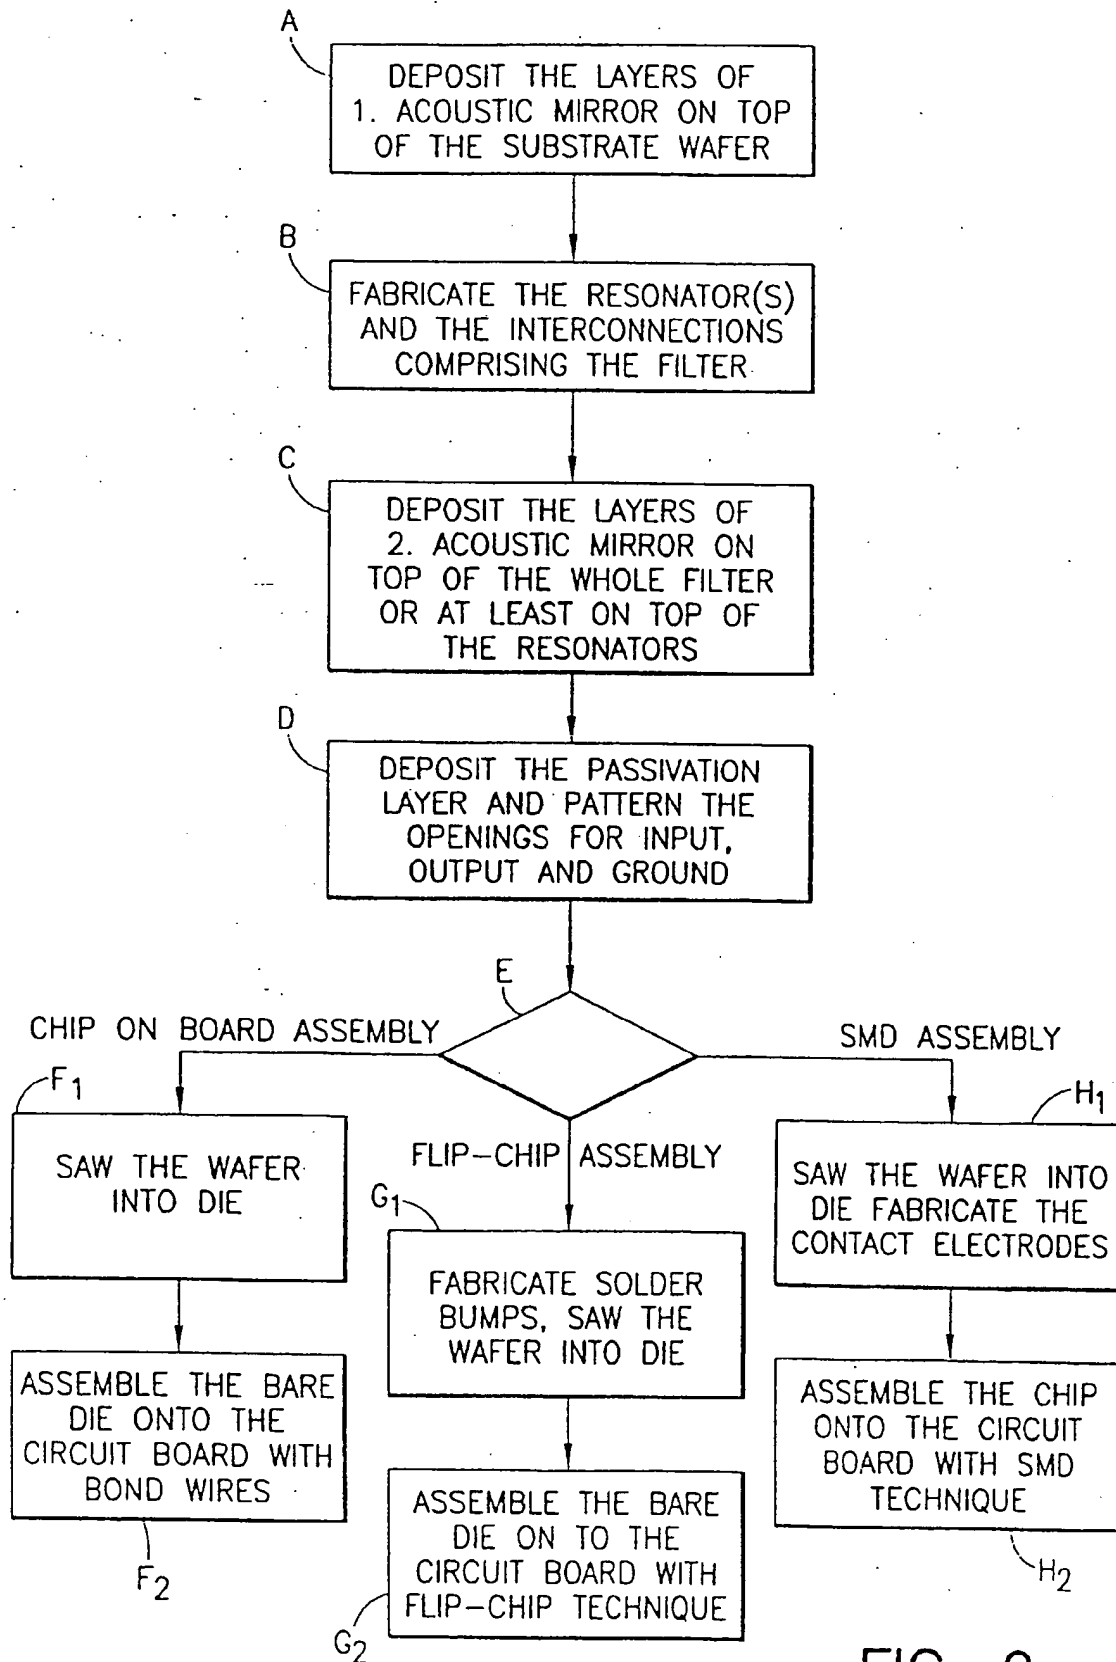 A
DEPOSIT THE LAYERS OF
1. ACOUSTIC MIRROR ON TOP
OF THE SUBSTRATE WAFER
B
FABRICATE THE RESONATOR(S)
AND THE INTERCONNECTIONS
COMPRISING THE FILTER
C
DEPOSIT THE LAYERS OF
2. ACOUSTIC MIRROR ON
TOP OF THE WHOLE FILTER
OR AT LEAST ON TOP OF
THE RESONATORS
D
DEPOSIT THE PASSIVATION
LAYER AND PATTERN THE
OPENINGS FOR INPUT,
OUTPUT AND GROUND
E
CHIP ON BOARD ASSEMBLY
SMD ASSEMBLY
FLIP-CHIP ASSEMBLY
F1
SAW THE WAFER
INTO DIE
G1
FABRICATE SOLDER
BUMPS, SAW THE
WAFER INTO DIE
H1
SAW THE WAFER INTO
DIE FABRICATE THE
CONTACT ELECTRODES
ASSEMBLE THE BARE
DIE ONTO THE
CIRCUIT BOARD WITH
BOND WIRES
F2
ASSEMBLE THE BARE
DIE ON TO THE
CIRCUIT BOARD WITH
FLIP-CHIP TECHNIQUE
G2
ASSEMBLE THE CHIP
ONTO THE CIRCUIT
BOARD WITH SMD
TECHNIQUE
H2